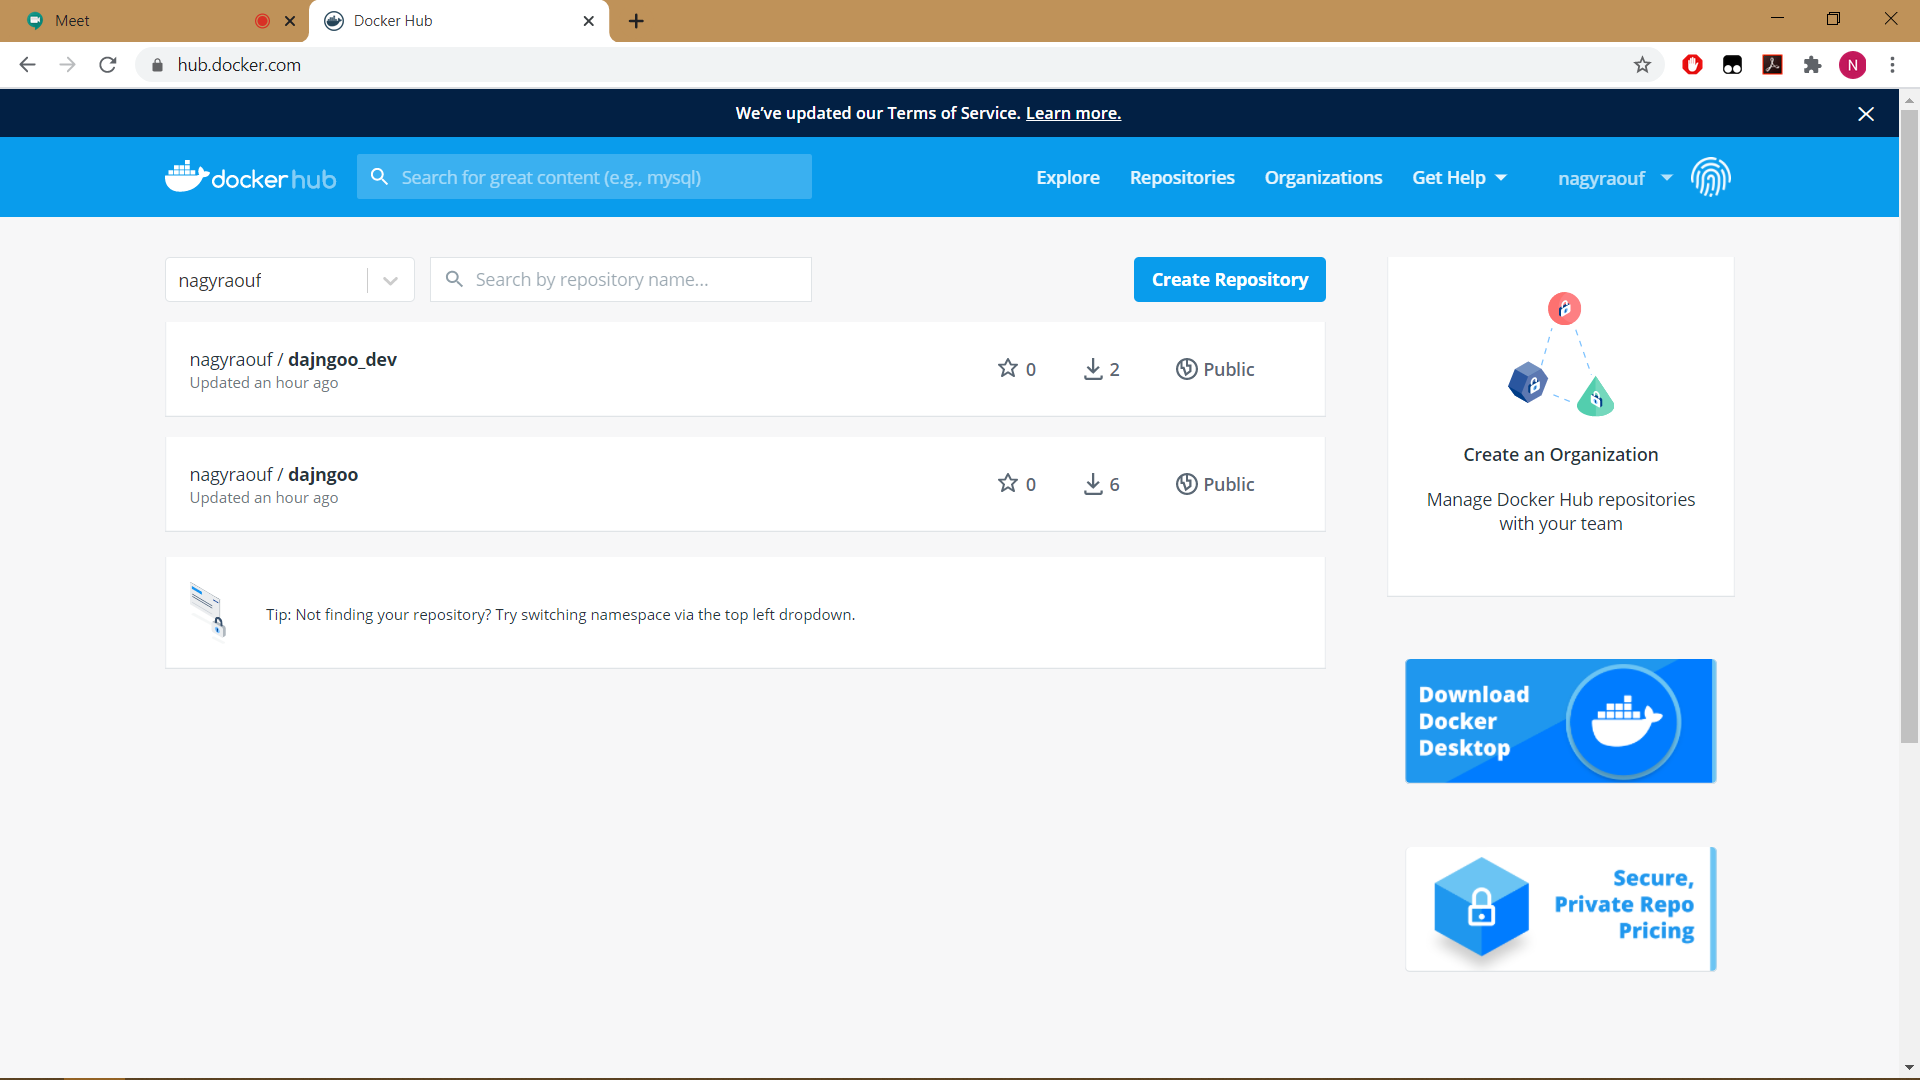 Meet
Docker Hub
hub.docker.com
N
We've updated our Terms of Service. Learn more.
dockerhub
Search for great content (e.g., mysql)
Explore
Repositories
Organizations
Get Help
nagyraouf
nagyraouf
Search by repository name...
Create Repository
nagyraouf / dajngoo_dev
Updated an hour ago
0
2
Public
nagyraouf / dajngoo
Updated an hour ago
0
6
Public
Tip: Not finding your repository? Try switching namespace via the top left dropdown.
Create an Organization
Manage Docker Hub repositories
with your team
Download
Docker
Desktop
Secure,
Private Repo
Pricing